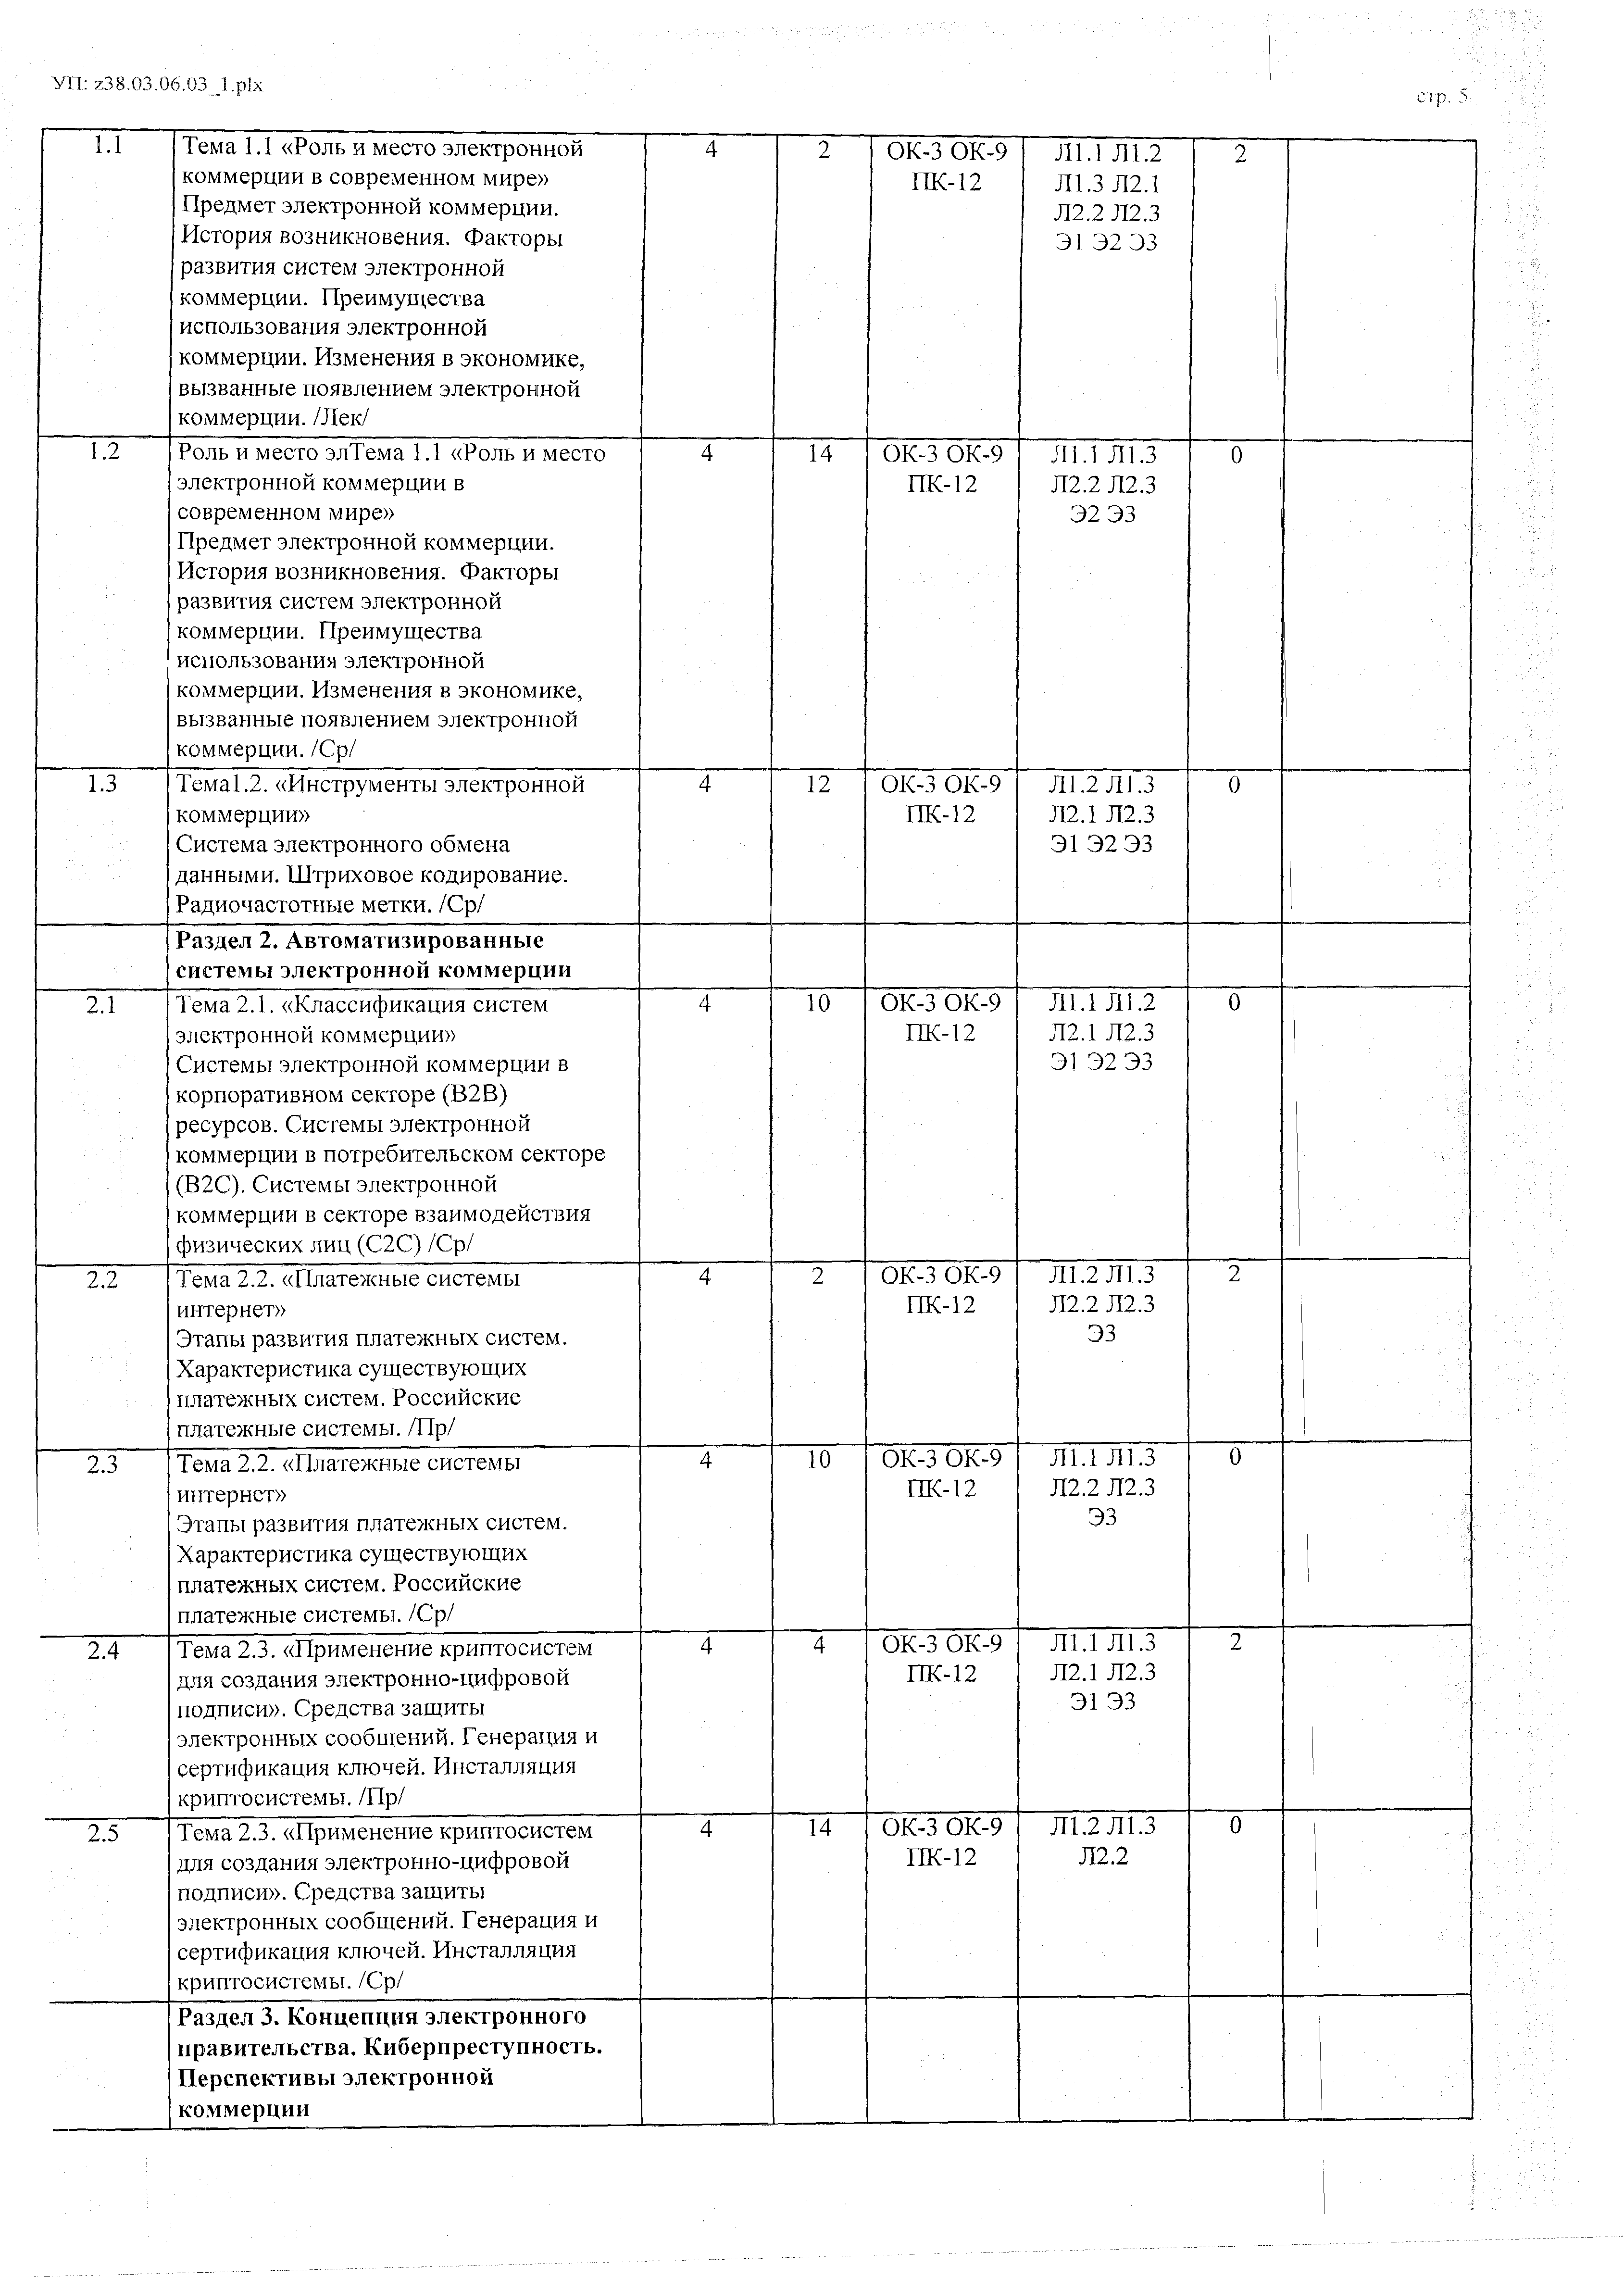 УП: z38.03.06.03_1.plx
стр. 5
1.1
Тема 1.1 «Роль и место электронной
коммерции в современном мире»
Предмет электронной коммерции.
История возникновения.  Факторы
развития систем электронной
коммерции.  Преимущества
использования электронной
коммерции. Изменения в экономике,
вызванные появлением электронной
коммерции. /Лек/
4
2
ОК-3 ОК-9
ПК-12
Л1.1 Л1.2
Л1.3 Л2.1
Л2.2 Л2.3
Э1 Э2 Э3
2
1.2
Роль и место элТема 1.1 «Роль и место
электронной коммерции в
современном мире»
Предмет электронной коммерции.
История возникновения.  Факторы
развития систем электронной
коммерции.  Преимущества
использования электронной
коммерции. Изменения в экономике,
вызванные появлением электронной
коммерции. /Ср/
4
14
ОК-3 ОК-9
ПК-12
Л1.1 Л1.3
Л2.2 Л2.3
Э2 Э3
0
1.3
Тема1.2. «Инструменты электронной
коммерции»
Система электронного обмена
данными. Штриховое кодирование.
Радиочастотные метки. /Ср/
4
12
ОК-3 ОК-9
ПК-12
Л1.2 Л1.3
Л2.1 Л2.3
Э1 Э2 Э3
0
Раздел 2. Автоматизированные
системы электронной коммерции
2.1
Тема 2.1. «Классификация систем
электронной коммерции»
Системы электронной коммерции в
корпоративном секторе (B2B)
ресурсов. Системы электронной
коммерции в потребительском секторе
(B2C). Системы электронной
коммерции в секторе взаимодействия
физических лиц (C2C) /Ср/
4
10
ОК-3 ОК-9
ПК-12
Л1.1 Л1.2
Л2.1 Л2.3
Э1 Э2 Э3
0
2.2
Тема 2.2. «Платежные системы
интернет»
Этапы развития платежных систем.
Характеристика существующих
платежных систем. Российские
платежные системы. /Пр/
4
2
ОК-3 ОК-9
ПК-12
Л1.2 Л1.3
Л2.2 Л2.3
Э3
2
2.3
Тема 2.2. «Платежные системы
интернет»
Этапы развития платежных систем.
Характеристика существующих
платежных систем. Российские
платежные системы. /Ср/
4
10
ОК-3 ОК-9
ПК-12
Л1.1 Л1.3
Л2.2 Л2.3
Э3
0
2.4
Тема 2.3. «Применение криптосистем
для создания электронно-цифровой
подписи». Средства защиты
электронных сообщений. Генерация и
сертификация ключей. Инсталляция
криптосистемы. /Пр/
4
4
ОК-3 ОК-9
ПК-12
Л1.1 Л1.3
Л2.1 Л2.3
Э1 Э3
2
2.5
Тема 2.3. «Применение криптосистем
для создания электронно-цифровой
подписи». Средства защиты
электронных сообщений. Генерация и
сертификация ключей. Инсталляция
криптосистемы. /Ср/
4
14
ОК-3 ОК-9
ПК-12
Л1.2 Л1.3
Л2.2
0
Раздел 3. Концепция электронного
правительства. Киберпреступность.
Перспективы электронной
коммерции